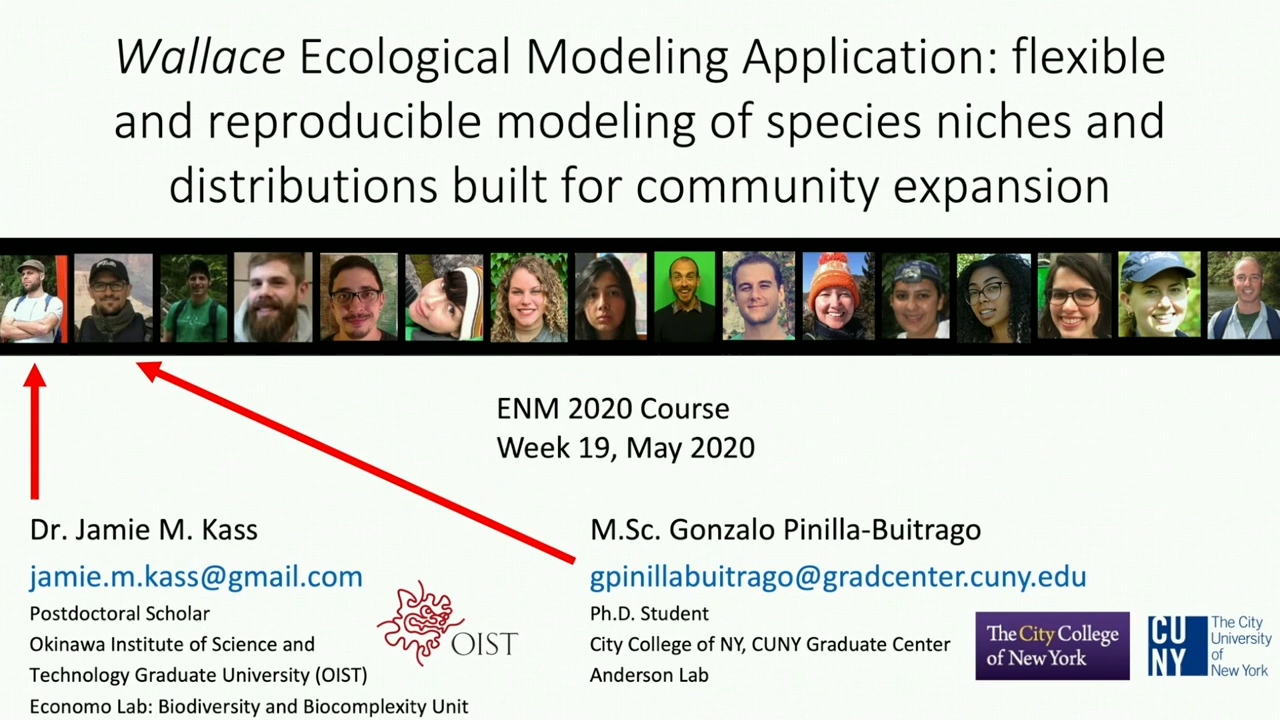 Wallace Ecological Modeling Application: flexible
and reproducible modeling of species niches and
distributions built for community expansion
ENM 2020 Course
Week 19, May 2020
Dr. Jamie M. Kass
jamie.m.kass@gmail.com
Postdoctoral Scholar
Okinawa Institute of Science and
Technology Graduate University (OIST)
Economo Lab: Biodiversity and Biocomplexity Unit
OIST
M.Sc. Gonzalo Pinilla-Buitrago
gpinillabuitrago@gradcenter.cuny.edu
Ph.D. Student
City College of NY, CUNY Graduate Center
Anderson Lab
The City College
of New York
CU
NY
The City
University
of
New York